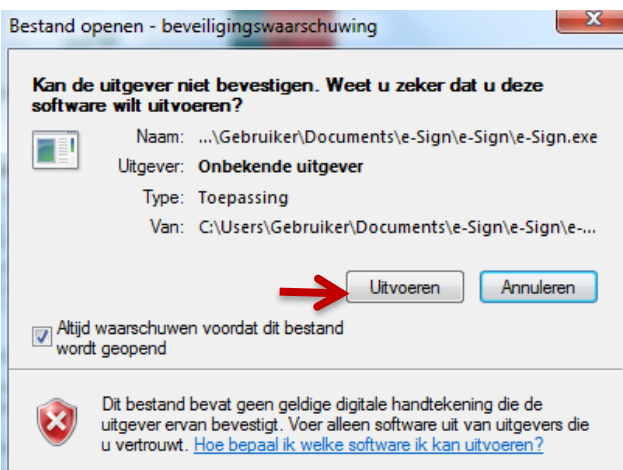 Bestand openen - beveiligingswaarschuwing
Kan de uitgever niet bevestigen. Weet u zeker dat u deze
software wilt uitvoeren?
Naam: ...\Gebruiker\Documents\e-Sign\e-Sign\e-Sign.exe
Uitgever: Onbekende uitgever
Type: Toepassing
Van: C:\Users\Gebruiker\Documents\e-Sign\e-Sign\e-...
Uitvoeren Annuleren
Altijd waarschuwen voordat dit bestand
wordt geopend
Dit bestand bevat geen geldige digitale handtekening die de
uitgever ervan bevestigt. Voer alleen software uit van uitgevers die
u vertrouwt. Hoe bepaal ik welke software ik kan uitvoeren?